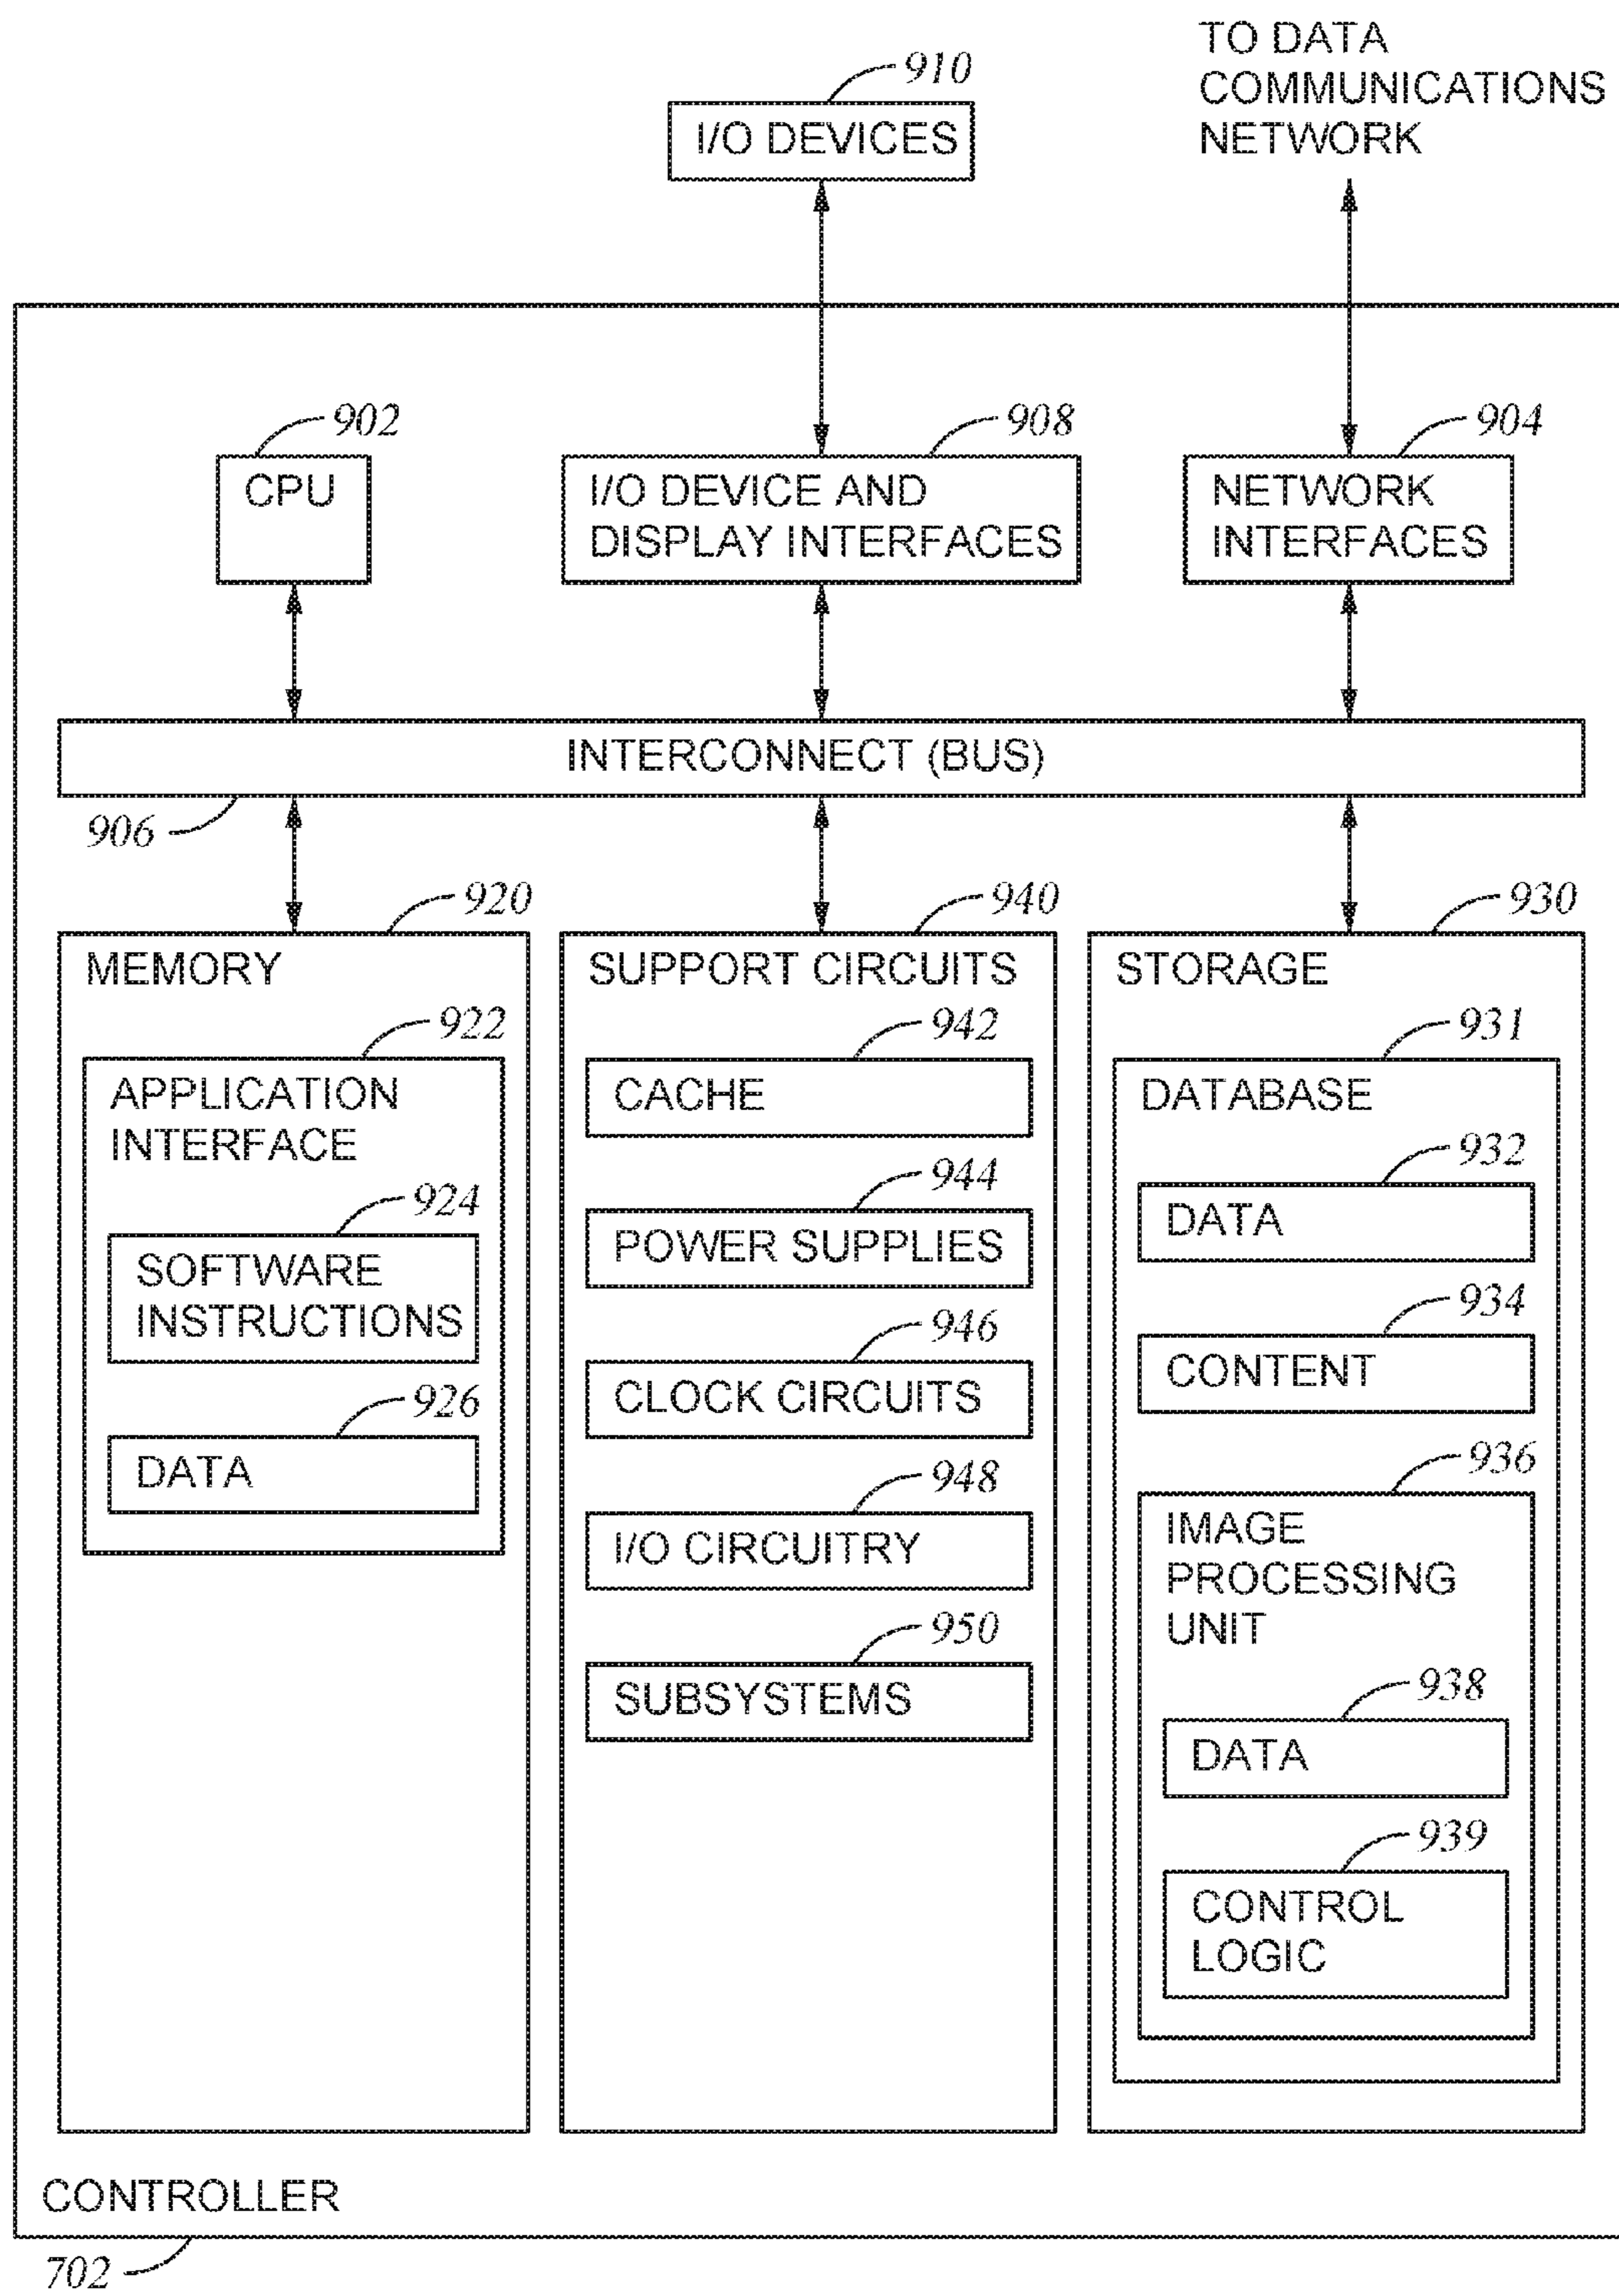 TO DATA
COMMUNICATIONS
NETWORK
910
I/O DEVICES
902
CPU
908
I/O DEVICE AND
DISPLAY INTERFACES
904
NETWORK
INTERFACES
INTERCONNECT (BUS)
906
920
MEMORY
922
APPLICATION
INTERFACE
924
SOFTWARE
INSTRUCTIONS
926
DATA
940
SUPPORT CIRCUITS
942
CACHE
944
POWER SUPPLIES
946
CLOCK CIRCUITS
948
I/O CIRCUITRY
950
SUBSYSTEMS
930
STORAGE
931
DATABASE
932
DATA
934
CONTENT
936
IMAGE
PROCESSING
UNIT
938
DATA
939
CONTROL
LOGIC
CONTROLLER
702